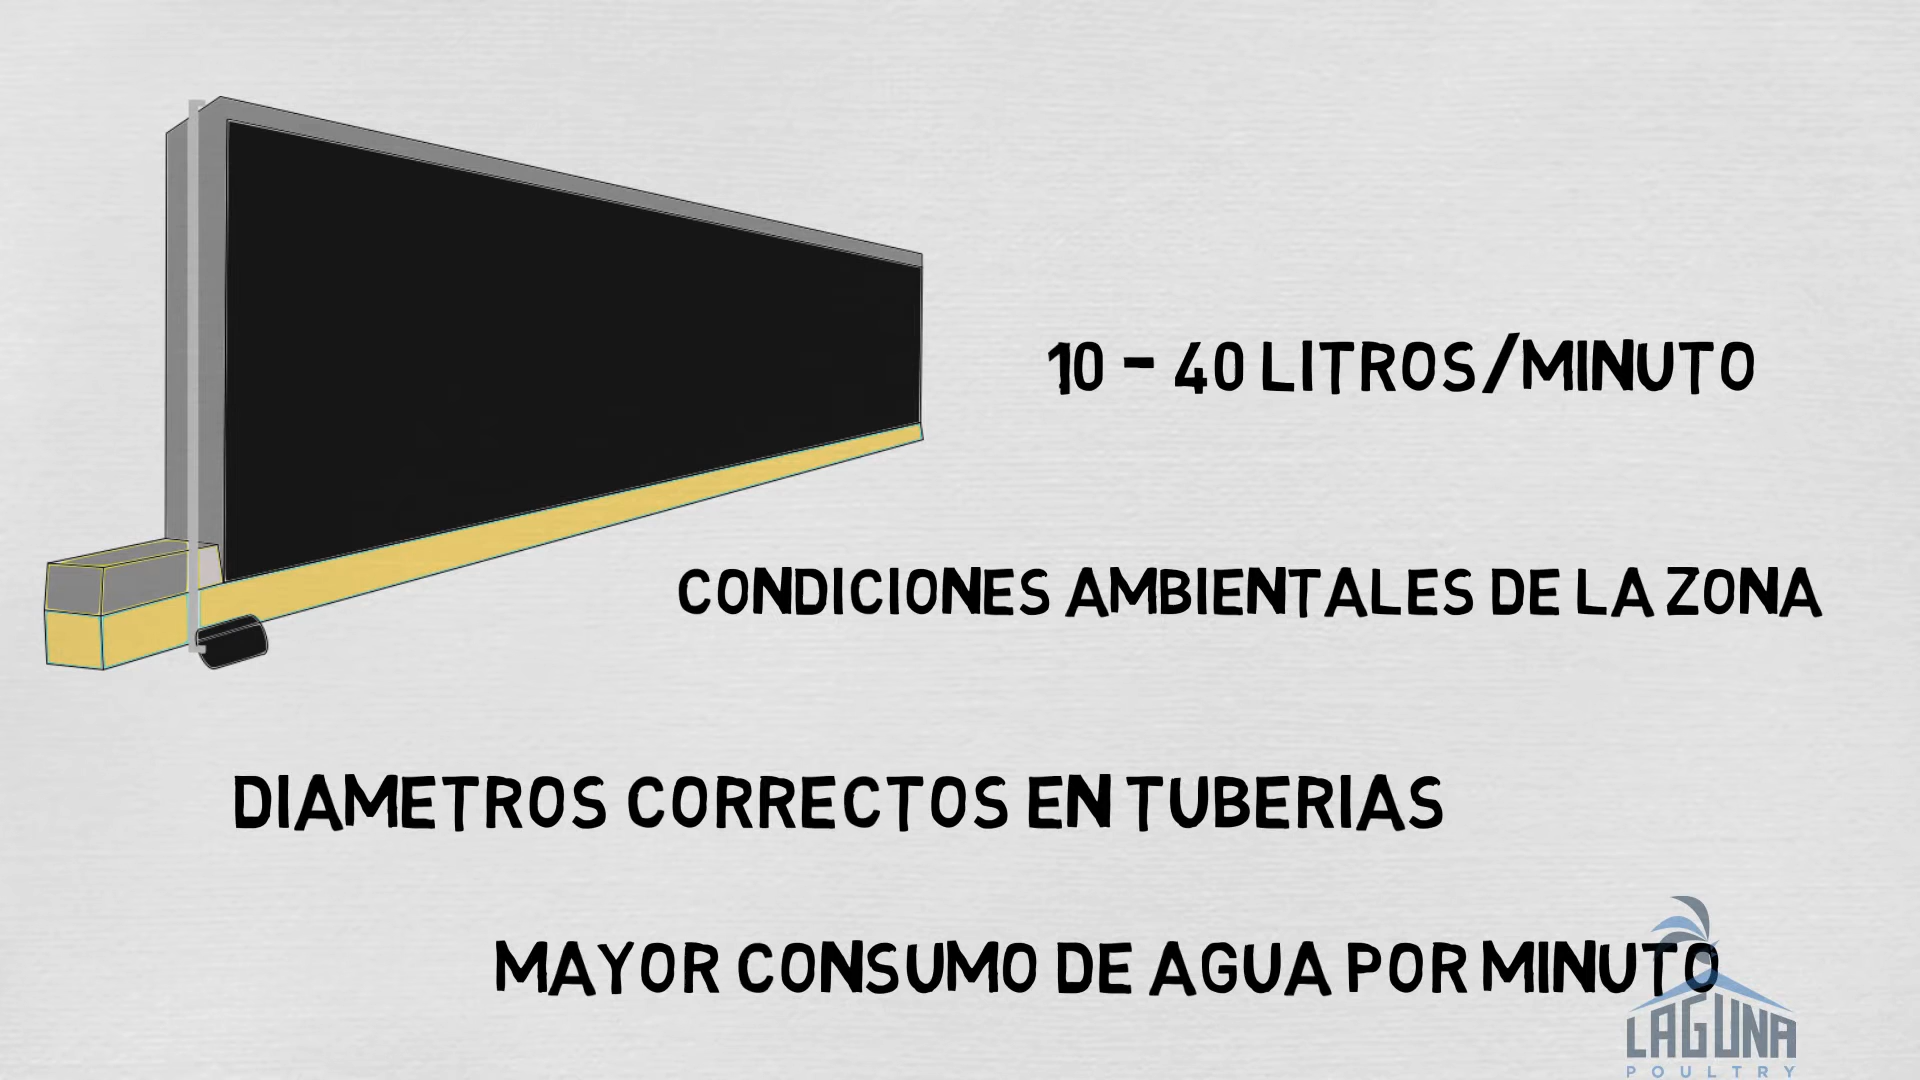 10 - 40 LITROS/MINUTO
CONDICIONES AMBIENTALES DE LA ZONA
DIAMETROS CORRECTOS EN TUBERIAS
MAYOR CONSUMO DE AGUA POR MINUTO
LAGUNA
POULTRY